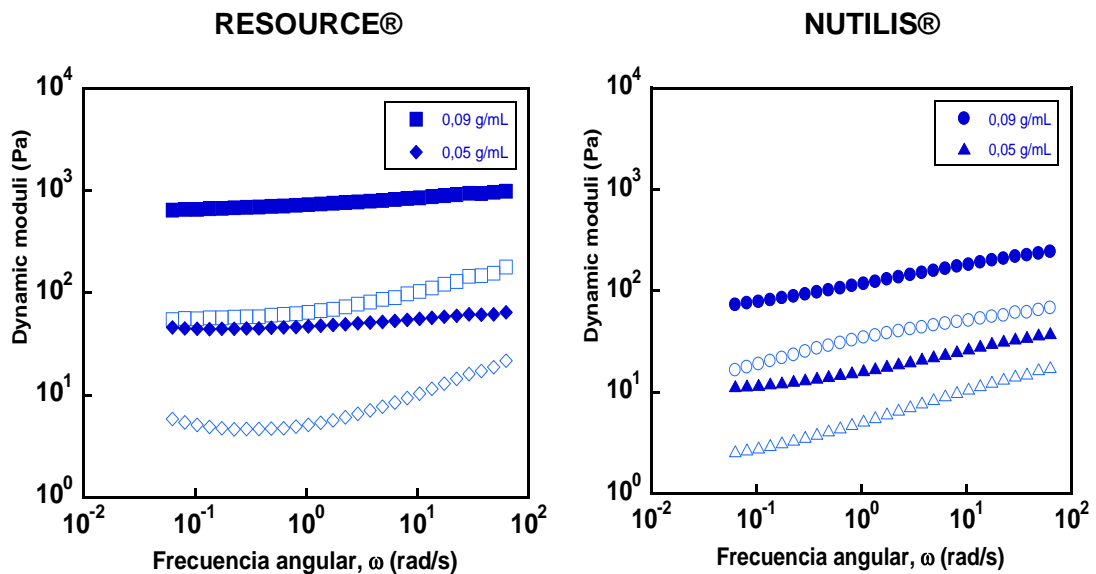 RESOURCE®
10^4
10^3
10^2
10^1
10^0
Dynamic moduli (Pa)
0,09 g/mL
0,05 g/mL
10^-2
10^-1
10^0
10^1
10^2
Frecuencia angular, ω (rad/s)
NUTILIS®
10^4
10^3
10^2
10^1
10^0
Dynamic moduli (Pa)
0,09 g/mL
0,05 g/mL
10^-2
10^-1
10^0
10^1
10^2
Frecuencia angular, ω (rad/s)